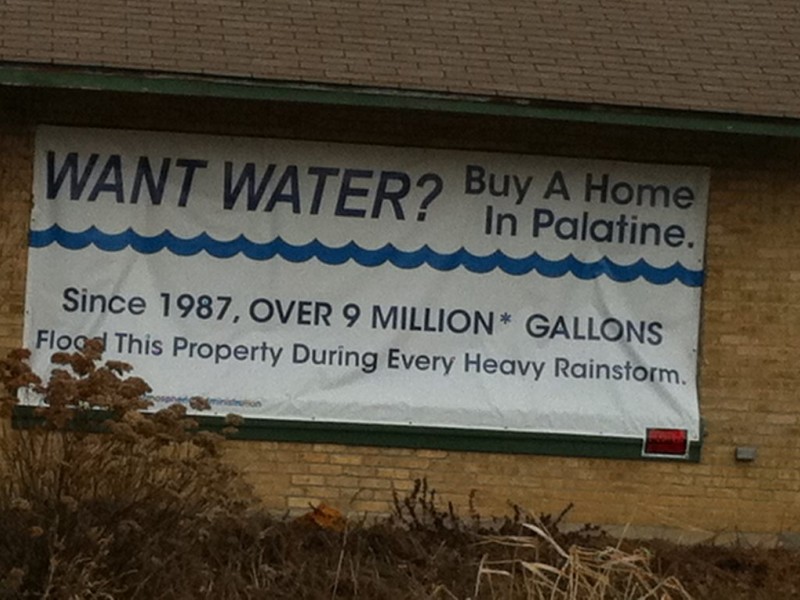 WANT WATER? Buy A Home
In Palatine.
Since 1987, OVER 9 MILLION* GALLONS
Flood This Property During Every Heavy Rainstorm.